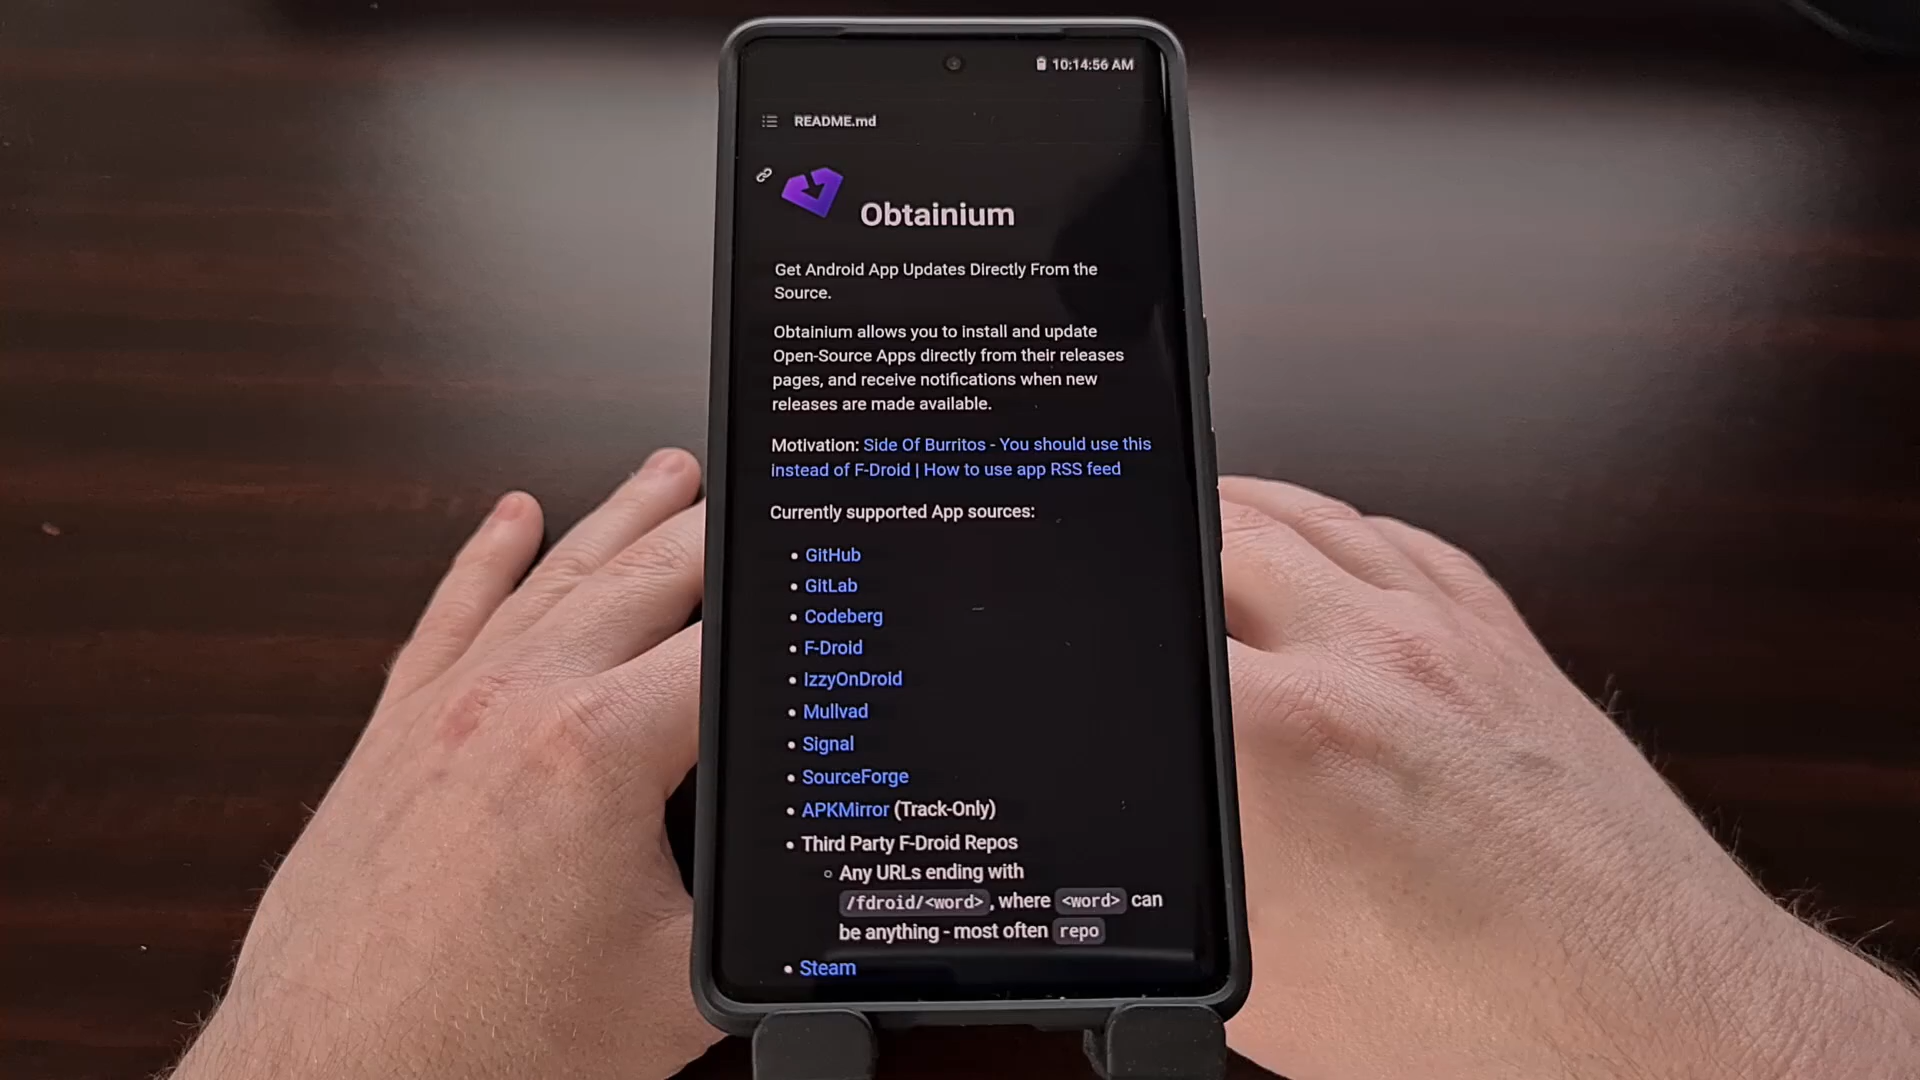 10:14:56 AM
README.md
Obtainium
Get Android App Updates Directly From the
Source.
Obtainium allows you to install and update
Open-Source Apps directly from their releases
pages, and receive notifications when new
releases are made available.
Motivation: Side Of Burritos - You should use this
instead of F-Droid | How to use app RSS feed
Currently supported App sources:
• GitHub
• GitLab
• Codeberg
• F-Droid
• IzzyOnDroid
• Mullvad
• Signal
• SourceForge
• APKMirror (Track-Only)
• Third Party F-Droid Repos
◦ Any URLs ending with
/fdroid/<word>, where <word> can
be anything - most often repo
• Steam